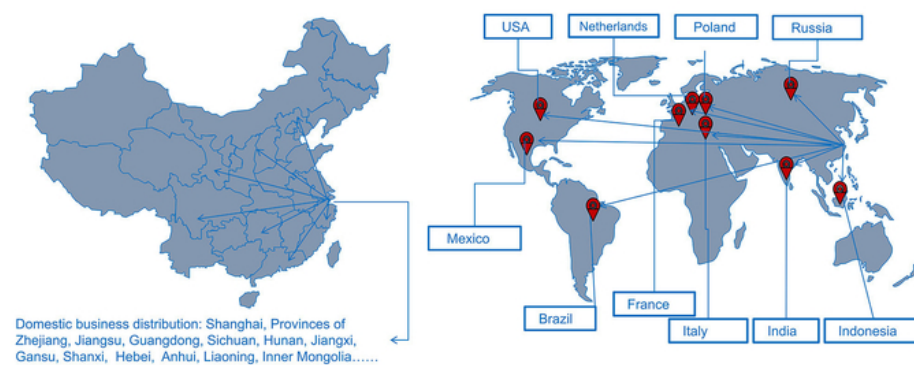 USA
Netherlands
Poland
Russia
Mexico
Brazil
France
Italy
India
Indonesia
Domestic business distribution: Shanghai, Provinces of
Zhejiang, Jiangsu, Guangdong, Sichuan, Hunan, Jiangxi,
Gansu, Shanxi, Hebei, Anhui, Liaoning, Inner Mongolia……